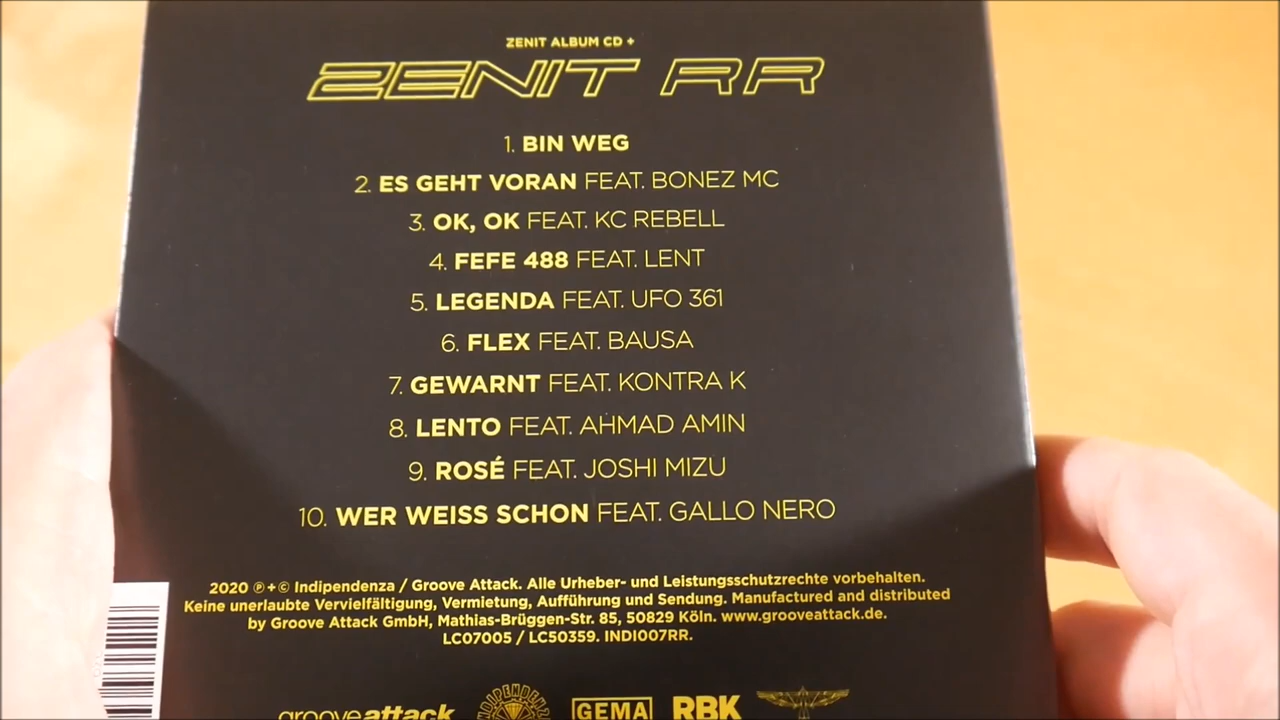 ZENIT ALBUM CD +
ZENIT RR
1. BIN WEG
2. ES GEHT VORAN FEAT. BONEZ MC
3. OK, OK FEAT. KC REBELL
4. FEFE 488 FEAT. LENT
5. LEGENDA FEAT. UFO 361
6. FLEX FEAT. BAUSA
7. GEWARNT FEAT. KONTRA K
8. LENTO FEAT. AHMAD AMIN
9. ROSÉ FEAT. JOSHI MIZU
10. WER WEISS SCHON FEAT. GALLO NERO
2020 ℗+© Indipendenza / Groove Attack. Alle Urheber- und Leistungsschutzrechte vorbehalten.
Keine unerlaubte Vervielfältigung, Vermietung, Aufführung und Sendung. Manufactured and distributed
by Groove Attack GmbH, Mathias-Brüggen-Str. 85, 50829 Köln. www.grooveattack.de.
LC07005 / LC50359. INDI007RR.
grooveattack INDIPENDENZA GEMA RBK